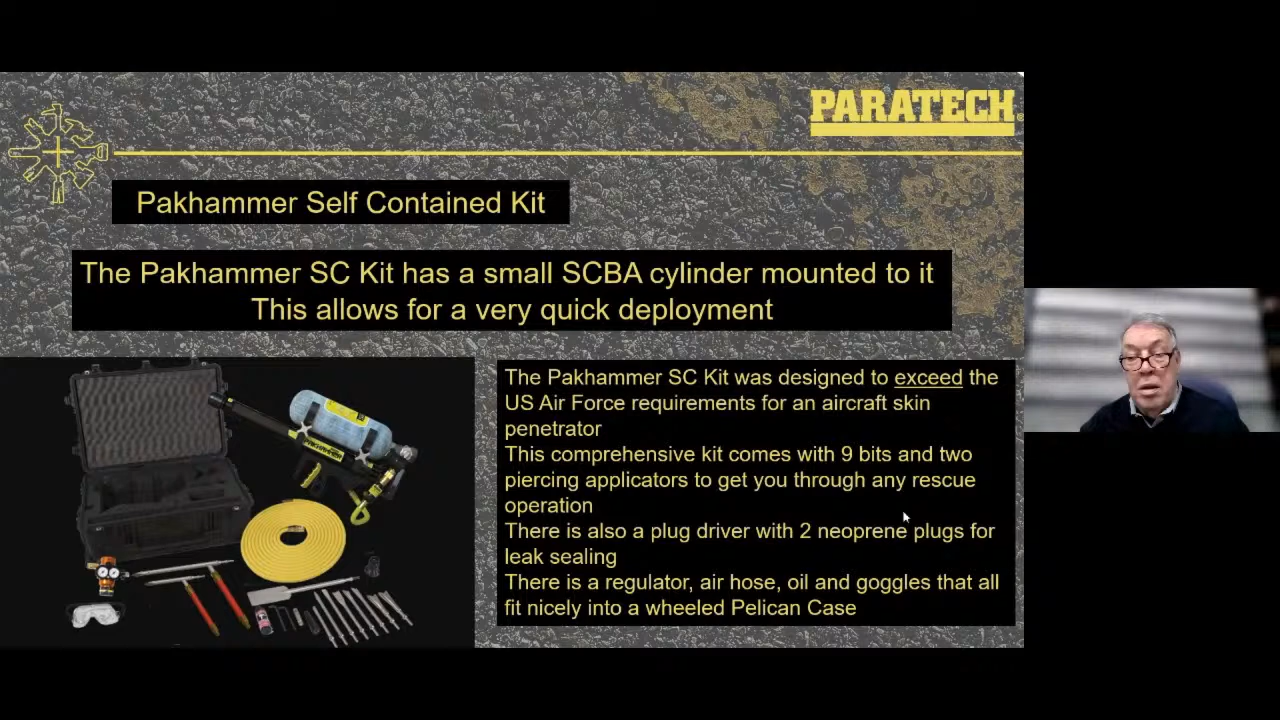 PARATECH
Pakhammer Self Contained Kit
The Pakhammer SC Kit has a small SCBA cylinder mounted to it
This allows for a very quick deployment
The Pakhammer SC Kit was designed to exceed the
US Air Force requirements for an aircraft skin
penetrator
This comprehensive kit comes with 9 bits and two
piercing applicators to get you through any rescue
operation
There is also a plug driver with 2 neoprene plugs for
leak sealing
There is a regulator, air hose, oil and goggles that all
fit nicely into a wheeled Pelican Case